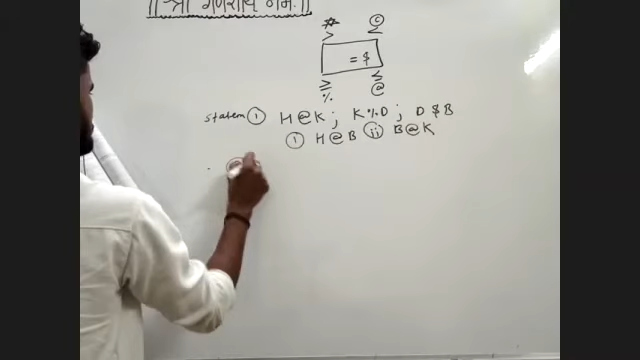 || श्री गणेशाय नमः ||
* ©
> <
= $
≥ ≤
% @
statem ① H @ K ; K % D ; D $ B
① H @ B ⓘⓘ B @ K